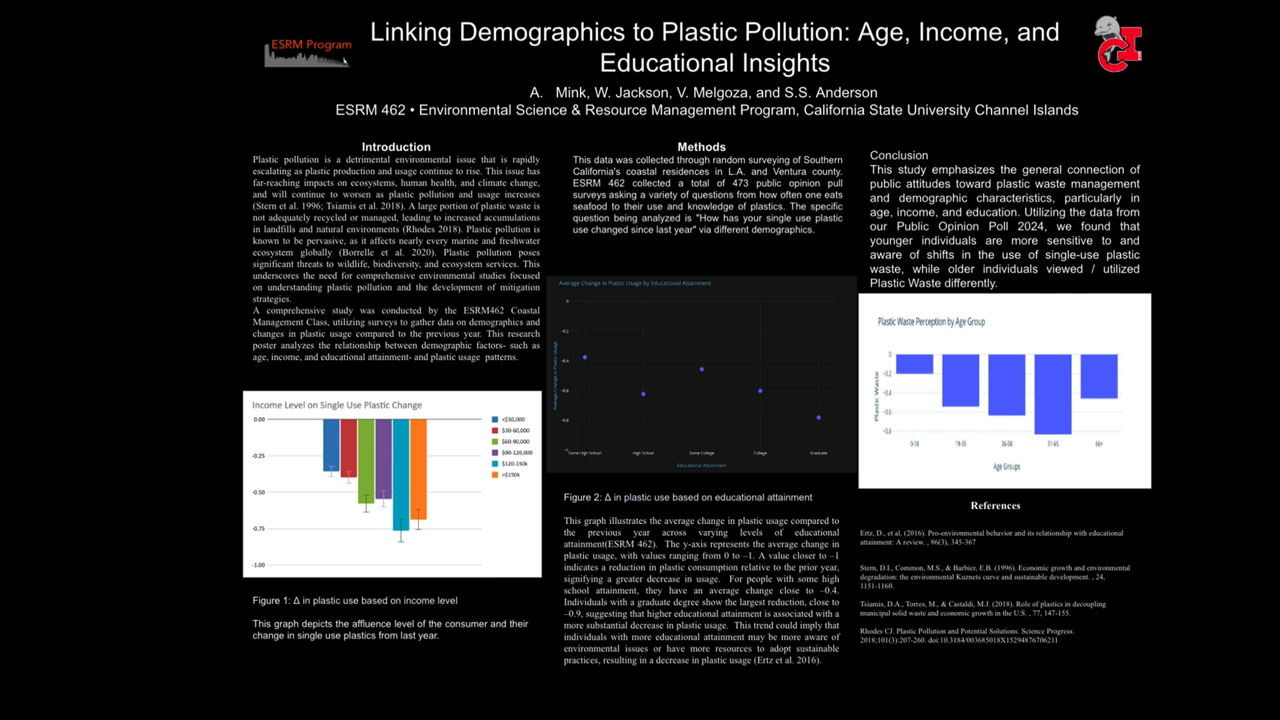 ESRM Program
Linking Demographics to Plastic Pollution: Age, Income, and
Educational Insights
CI
A. Mink, W. Jackson, V. Melgoza, and S.S. Anderson
ESRM 462 • Environmental Science & Resource Management Program, California State University Channel Islands
Introduction
Plastic pollution is a detrimental environmental issue that is rapidly
escalating as plastic production and usage continue to rise. This issue has
far-reaching impacts on ecosystems, human health, and climate change,
and will continue to worsen as plastic pollution and usage increases
(Stern et al. 1996; Tsiamis et al. 2018). A large portion of plastic waste is
not adequately recycled or managed, leading to increased accumulations
in landfills and natural environments (Rhodes 2018). Plastic pollution is
known to be pervasive, as it affects nearly every marine and freshwater
ecosystem globally (Borrelle et al. 2020). Plastic pollution poses
significant threats to wildlife, biodiversity, and ecosystem services. This
underscores the need for comprehensive environmental studies focused
on understanding plastic pollution and the development of mitigation
strategies.
A comprehensive study was conducted by the ESRM462 Coastal
Management Class, utilizing surveys to gather data on demographics and
changes in plastic usage compared to the previous year. This research
poster analyzes the relationship between demographic factors- such as
age, income, and educational attainment- and plastic usage patterns.
Income Level on Single Use Plastic Change
0.00
-0.25
-0.50
-0.75
-1.00
<$30,000
$30-60,000
$60-90,000
$90-120,000
$120-150k
>$150k
Figure 1: Δ in plastic use based on income level
This graph depicts the affluence level of the consumer and their
change in single use plastics from last year.
Methods
This data was collected through random surveying of Southern
California's coastal residences in L.A. and Ventura county.
ESRM 462 collected a total of 473 public opinion pull
surveys asking a variety of questions from how often one eats
seafood to their use and knowledge of plastics. The specific
question being analyzed is "How has your single use plastic
use changed since last year" via different demographics.
Average Change in Plastic Usage by Educational Attainment
Average Change in Plastic Usage
0
-0.2
-0.4
-0.6
-0.8
-1
Some High School
High School
Some College
College
Graduate
Educational Attainment
Figure 2: Δ in plastic use based on educational attainment
This graph illustrates the average change in plastic usage compared to
the previous year across varying levels of educational
attainment(ESRM 462). The y-axis represents the average change in
plastic usage, with values ranging from 0 to –1. A value closer to –1
indicates a reduction in plastic consumption relative to the prior year,
signifying a greater decrease in usage. For people with some high
school attainment, they have an average change close to –0.4.
Individuals with a graduate degree show the largest reduction, close to
–0.9, suggesting that higher educational attainment is associated with a
more substantial decrease in plastic usage. This trend could imply that
individuals with more educational attainment may be more aware of
environmental issues or have more resources to adopt sustainable
practices, resulting in a decrease in plastic usage (Ertz et al. 2016).
Conclusion
This study emphasizes the general connection of
public attitudes toward plastic waste management
and demographic characteristics, particularly in
age, income, and education. Utilizing the data from
our Public Opinion Poll 2024, we found that
younger individuals are more sensitive to and
aware of shifts in the use of single-use plastic
waste, while older individuals viewed / utilized
Plastic Waste differently.
Plastic Waste Perception by Age Group
Plastic Waste
0
-0.2
-0.4
-0.6
-0.8
0-18
19-35
36-50
51-65
66+
Age Groups
References
Ertz, D., et al. (2016). Pro-environmental behavior and its relationship with educational
attainment: A review. , 86(3), 345-367
Stern, D.I., Common, M.S., & Barbier, E.B. (1996). Economic growth and environmental
degradation: the environmental Kuznets curve and sustainable development. , 24,
1151-1160.
Tsiamis, D.A., Torres, M., & Castaldi, M.J. (2018). Role of plastics in decoupling
municipal solid waste and economic growth in the U.S. , 77, 147-155.
Rhodes CJ. Plastic Pollution and Potential Solutions. Science Progress.
2018;101(3):207-260. doi:10.3184/003685018X15294876706211